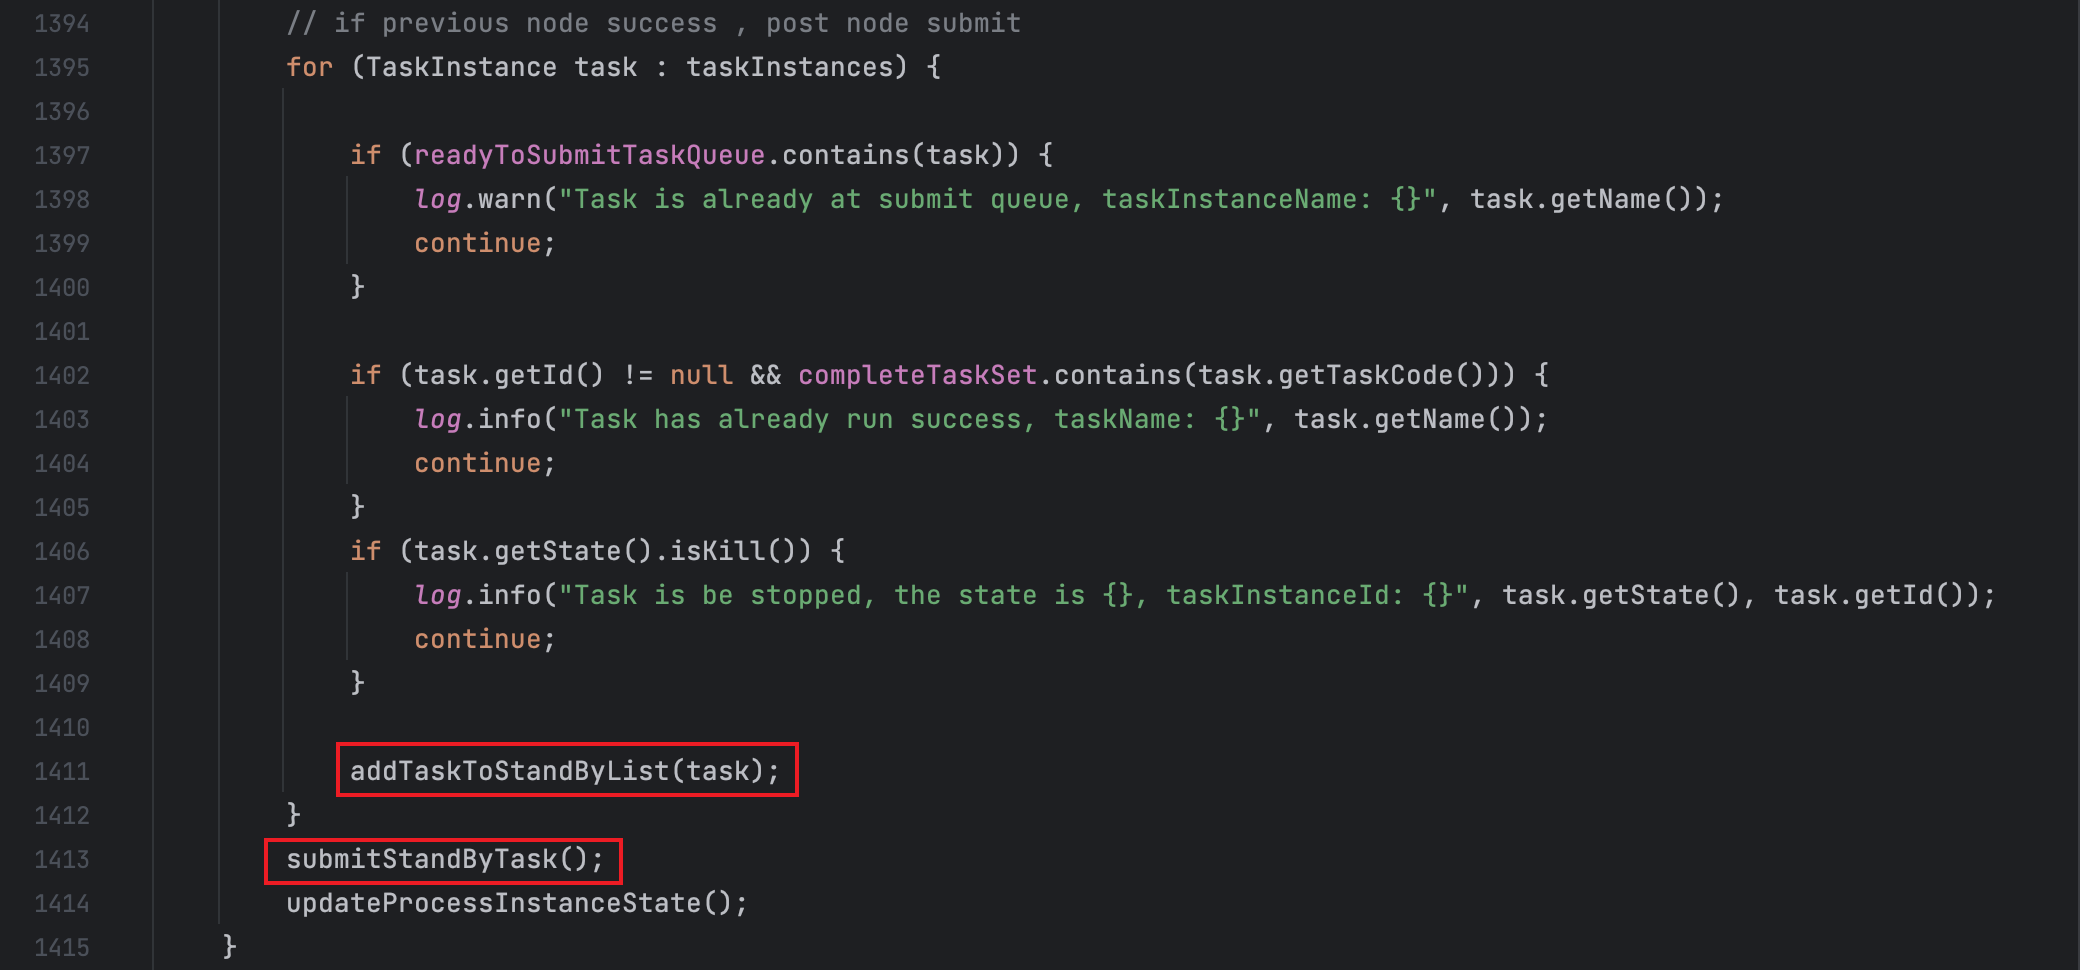 1394 // if previous node success , post node submit
1395 for (TaskInstance task : taskInstances) {
1396
1397 if (readyToSubmitTaskQueue.contains(task)) {
1398 log.warn("Task is already at submit queue, taskInstanceName: {}", task.getName());
1399 continue;
1400 }
1401
1402 if (task.getId() != null && completeTaskSet.contains(task.getTaskCode())) {
1403 log.info("Task has already run success, taskName: {}", task.getName());
1404 continue;
1405 }
1406 if (task.getState().isKill()) {
1407 log.info("Task is be stopped, the state is {}, taskInstanceId: {}", task.getState(), task.getId());
1408 continue;
1409 }
1410
1411 addTaskToStandByList(task);
1412 }
1413 submitStandByTask();
1414 updateProcessInstanceState();
1415 }